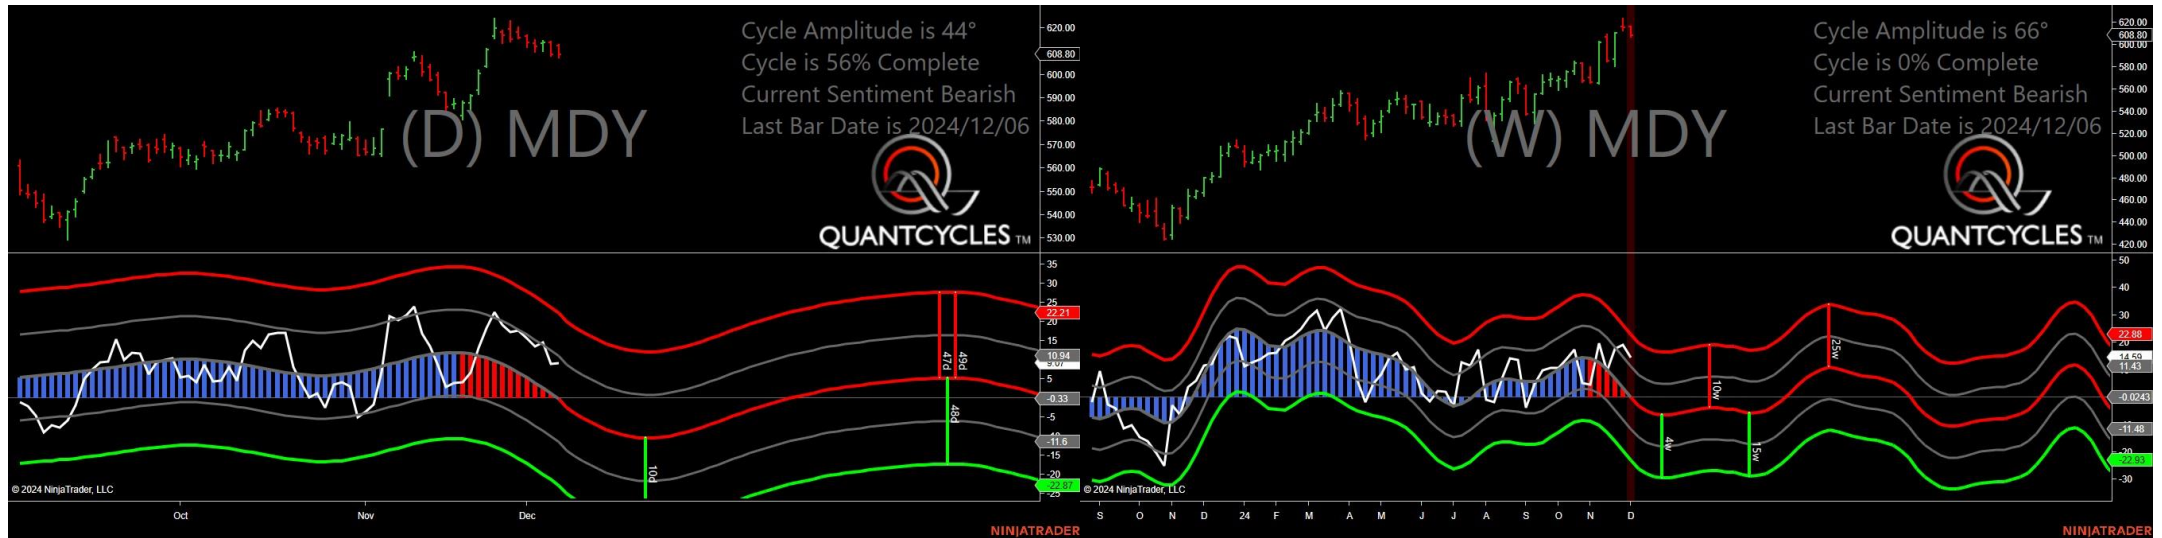 Cycle Amplitude is 44°
Cycle is 56% Complete
Current Sentiment Bearish
Last Bar Date is 2024/12/06
(D) MDY
QUANTCYCLES TM
620.00
608.80
600.00
590.00
580.00
570.00
560.00
550.00
540.00
530.00
35
30
25
22.21
20
15
10.94
9.07
5
-0.33
-5
-11.6
-15
-20
-22.87
-25
10d
47d
49d
48d
© 2024 NinjaTrader, LLC
Oct
Nov
Dec
NINJATRADER
Cycle Amplitude is 66°
Cycle is 0% Complete
Current Sentiment Bearish
Last Bar Date is 2024/12/06
(W) MDY
QUANTCYCLES TM
620.00
608.80
600.00
580.00
560.00
540.00
520.00
500.00
480.00
460.00
440.00
420.00
50
40
30
22.88
20
14.59
11.43
-0.0243
-11.48
-22.93
-30
10w
25w
4w
15w
© 2024 NinjaTrader, LLC
S O N D 24 F M A M J J A S O N D
NINJATRADER